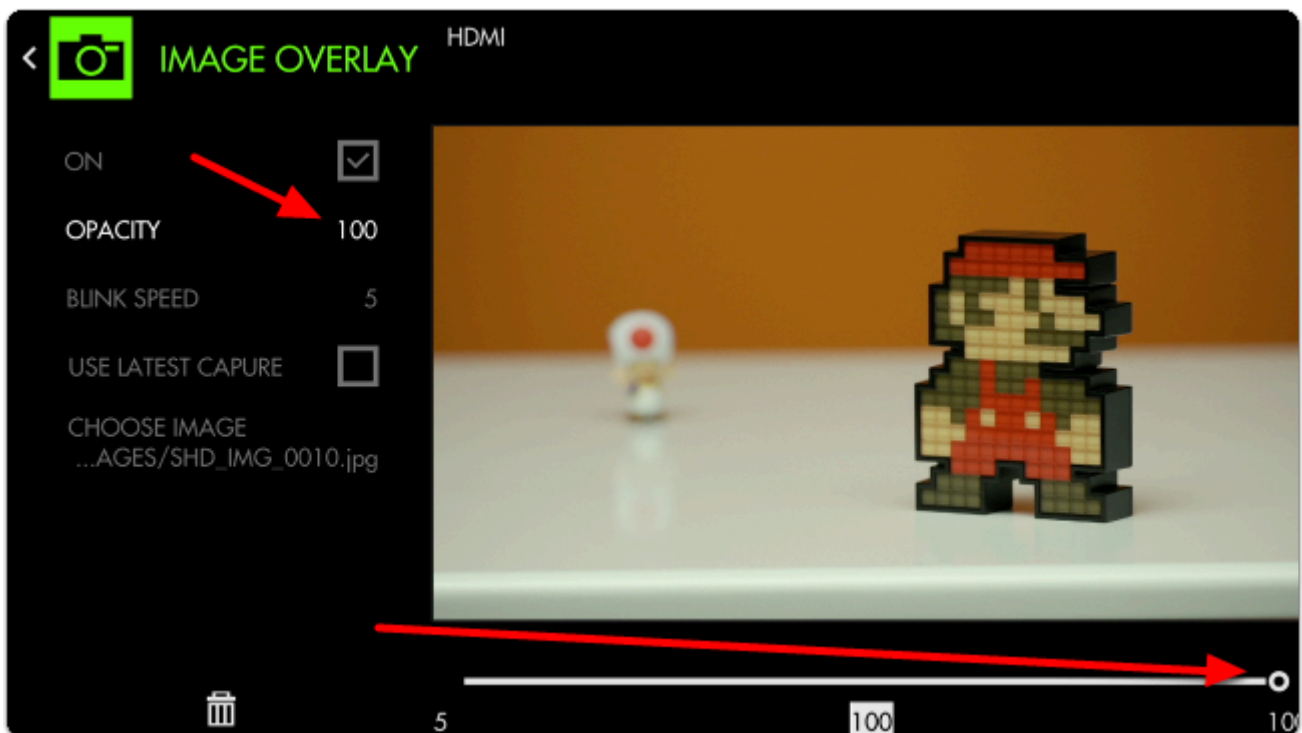 HDMI
IMAGE OVERLAY
ON
OPACITY 100
BLINK SPEED 5
USE LATEST CAPURE
CHOOSE IMAGE
...AGES/SHD_IMG_0010.jpg
5 100 10